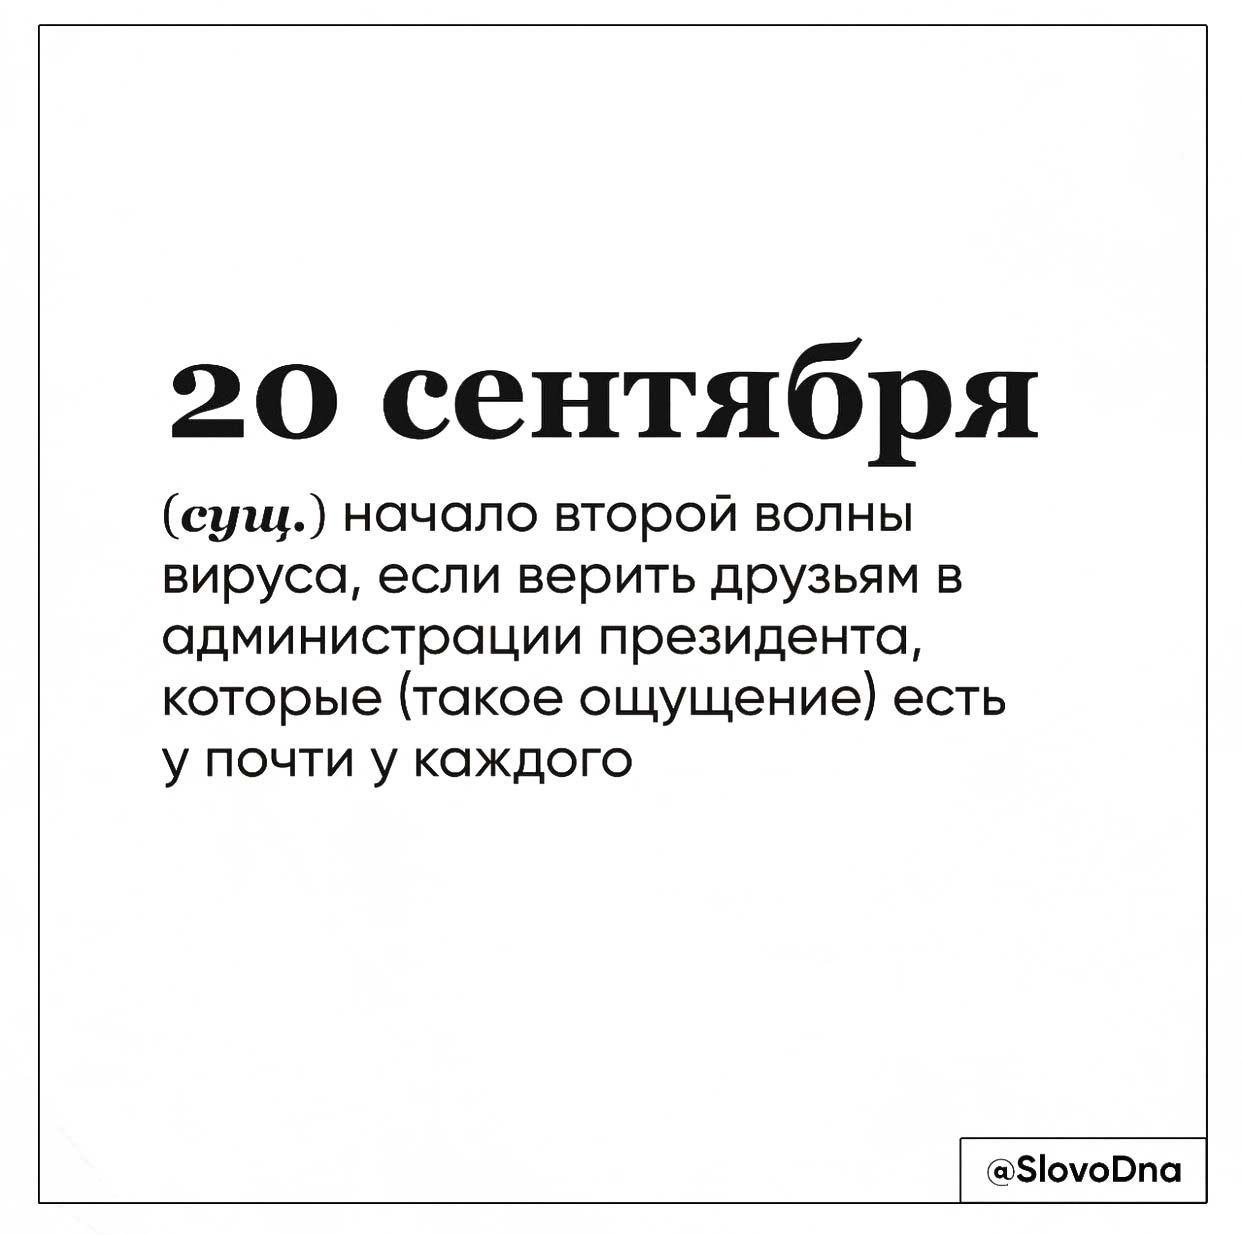 20 сентября
(сущ.) начало второй волны
вируса, если верить друзьям в
администрации президента,
которые (такое ощущение) есть
у почти у каждого
@SlovoDna